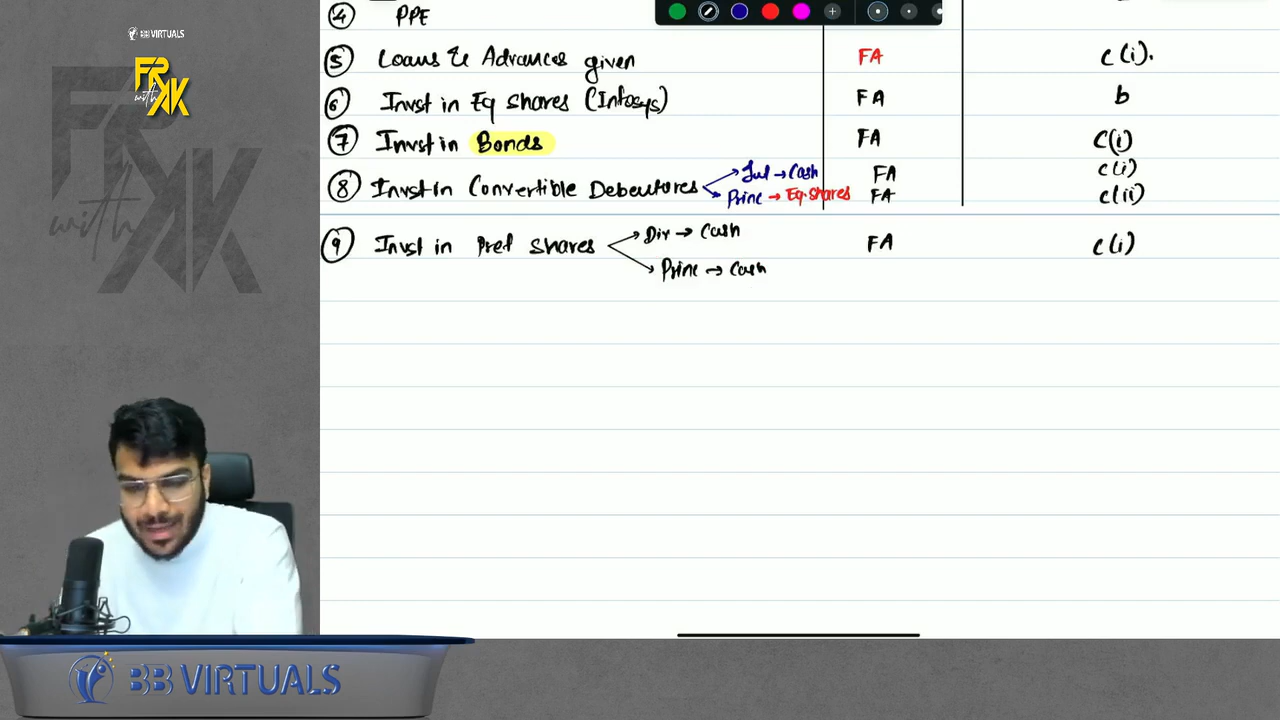 BB VIRTUALS
FR
with AK
④ PPE
⑤ Loans & Advances given FA c(i).
⑥ Invst in Eq shares (Infosys) FA b
⑦ Invst in Bonds FA c(i)
⑧ Invst in Convertible Debentures → Int → Cash FA c(i)
→ Princ → Eq. shares FA c(ii)
⑨ Invst in Pref shares → Div → Cash FA c(i)
→ Princ → Cash
BB VIRTUALS